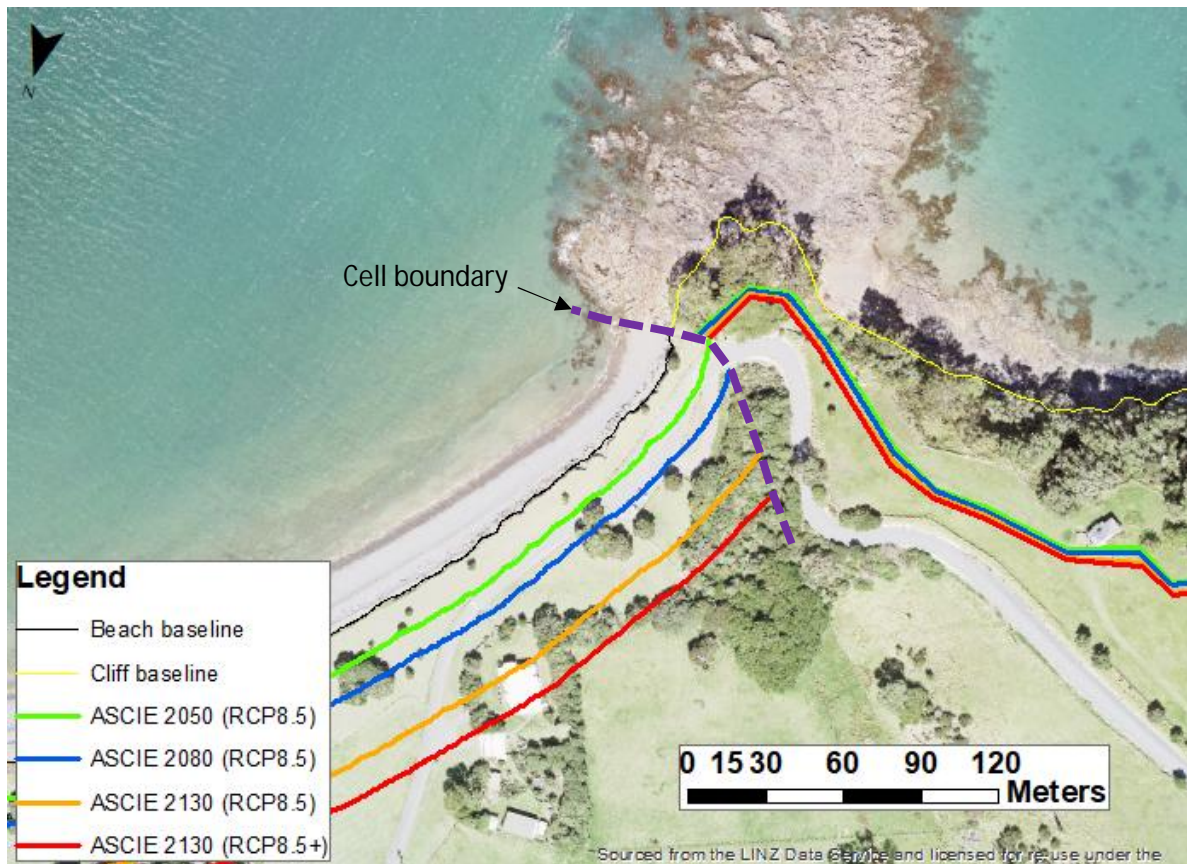 N
Cell boundary
Legend
Beach baseline
Cliff baseline
ASCIE 2050 (RCP8.5)
ASCIE 2080 (RCP8.5)
ASCIE 2130 (RCP8.5)
ASCIE 2130 (RCP8.5+)
0 15 30 60 90 120
Meters
Sourced from the LINZ Data Service and licensed for re-use under the